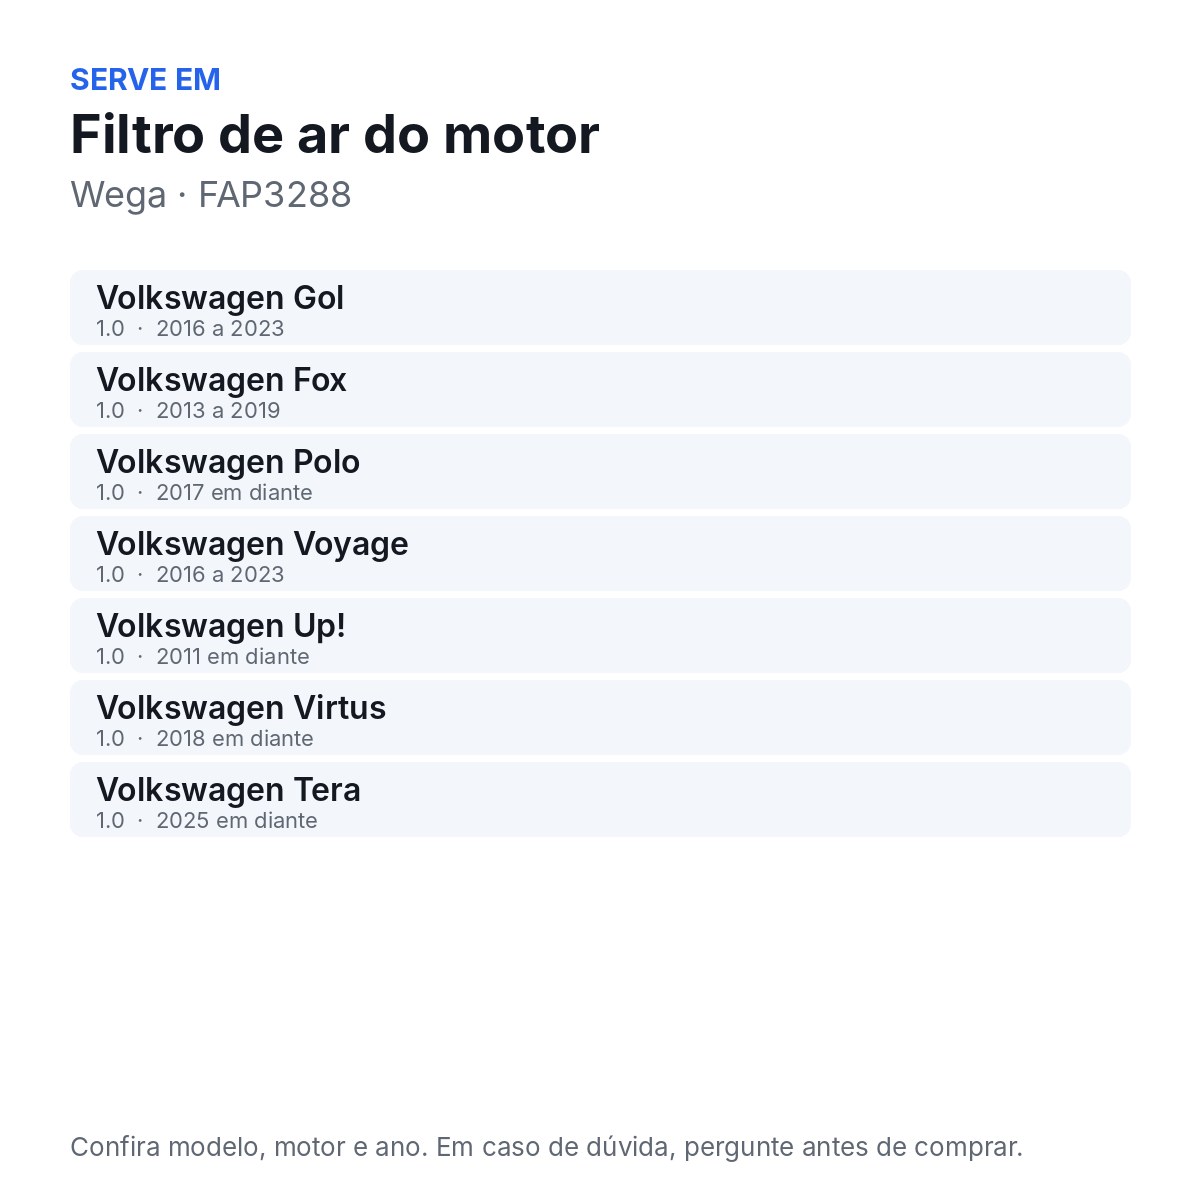 SERVE EM
Filtro de ar do motor
Wega · FAP3288
Volkswagen Gol
1.0 · 2016 a 2023
Volkswagen Fox
1.0 · 2013 a 2019
Volkswagen Polo
1.0 · 2017 em diante
Volkswagen Voyage
1.0 · 2016 a 2023
Volkswagen Up!
1.0 · 2011 em diante
Volkswagen Virtus
1.0 · 2018 em diante
Volkswagen Tera
1.0 · 2025 em diante
Confira modelo, motor e ano. Em caso de dúvida, pergunte antes de comprar.